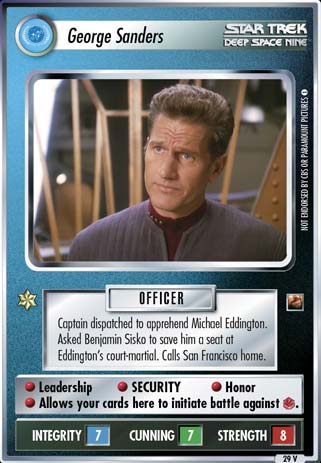 George Sanders
STAR TREK
DEEP SPACE NINE
NOT ENDORSED BY CBS OR PARAMOUNT PICTURES
OFFICER
Captain dispatched to apprehend Michael Eddington.
Asked Benjamin Sisko to save him a seat at
Eddington's court-martial. Calls San Francisco home.
Leadership SECURITY Honor
Allows your cards here to initiate battle against .
INTEGRITY 7 CUNNING 7 STRENGTH 8
29 V